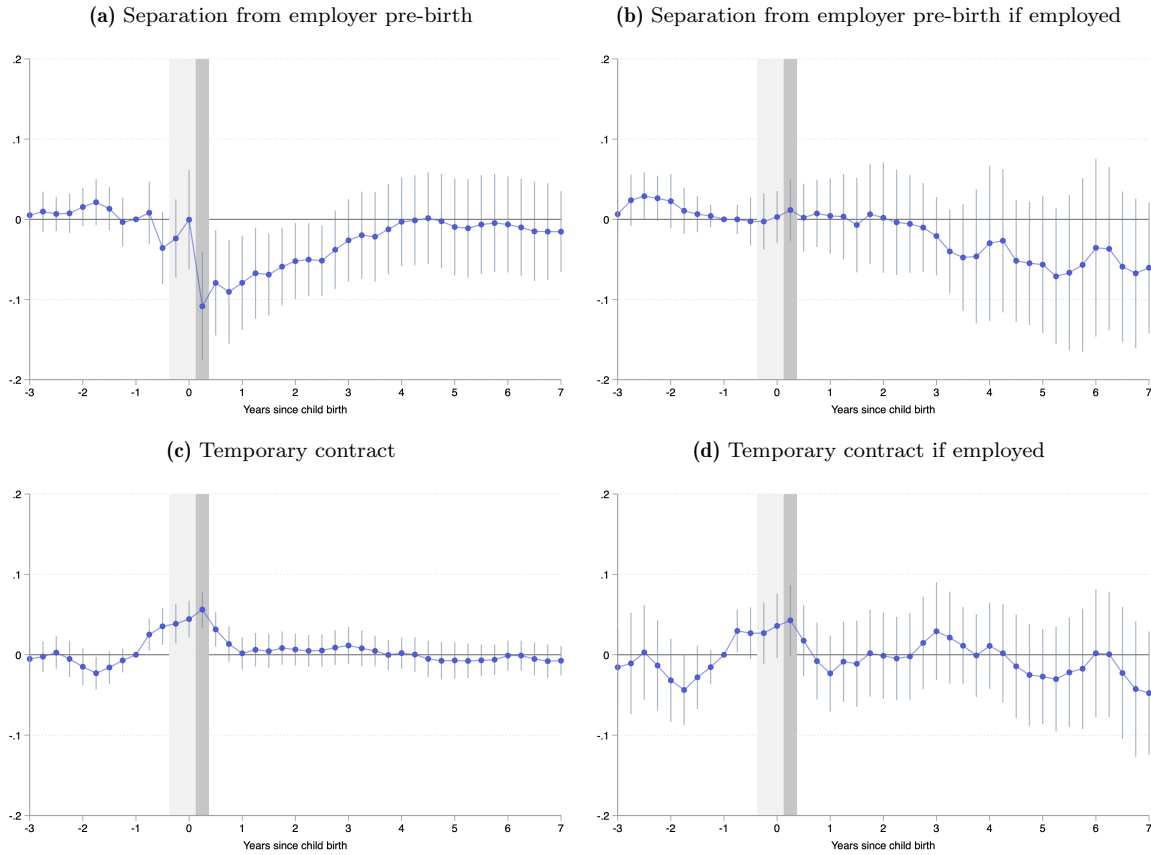 (a) Separation from employer pre-birth
.2
.1
0
-.1
-.2
-3 -2 -1 0 1 2 3 4 5 6 7
Years since child birth
(b) Separation from employer pre-birth if employed
.2
.1
0
-.1
-.2
-3 -2 -1 0 1 2 3 4 5 6 7
Years since child birth
(c) Temporary contract
.2
.1
0
-.1
-.2
-3 -2 -1 0 1 2 3 4 5 6 7
Years since child birth
(d) Temporary contract if employed
.2
.1
0
-.1
-.2
-3 -2 -1 0 1 2 3 4 5 6 7
Years since child birth